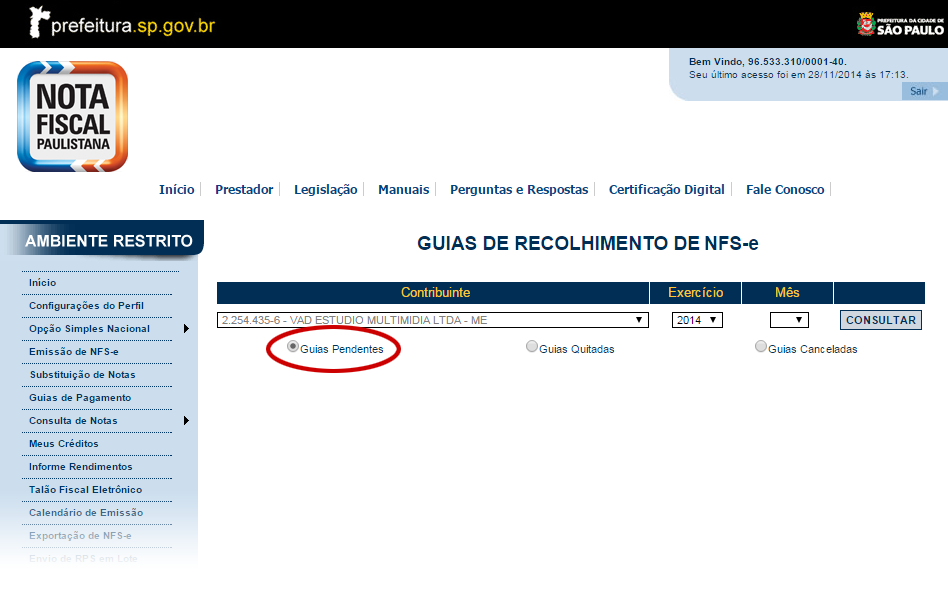 prefeitura.sp.gov.br
PREFEITURA DA CIDADE DE
SÃO PAULO
Bem Vindo, 96.533.310/0001-40.
Seu último acesso foi em 28/11/2014 às 17:13.
Sair
NOTA
FISCAL
PAULISTANA
Início
Prestador
Legislação
Manuais
Perguntas e Respostas
Certificação Digital
Fale Conosco
AMBIENTE RESTRITO
Início
Configurações do Perfil
Opção Simples Nacional
Emissão de NFS-e
Substituição de Notas
Guias de Pagamento
Consulta de Notas
Meus Créditos
Informe Rendimentos
Talão Fiscal Eletrônico
Calendário de Emissão
Exportação de NFS-e
Envio de RPS em Lote
GUIAS DE RECOLHIMENTO DE NFS-e
Contribuinte
Exercício
Mês
2.254.435-6 - VAD ESTUDIO MULTIMIDIA LTDA - ME
2014
CONSULTAR
Guias Pendentes
Guias Quitadas
Guias Canceladas